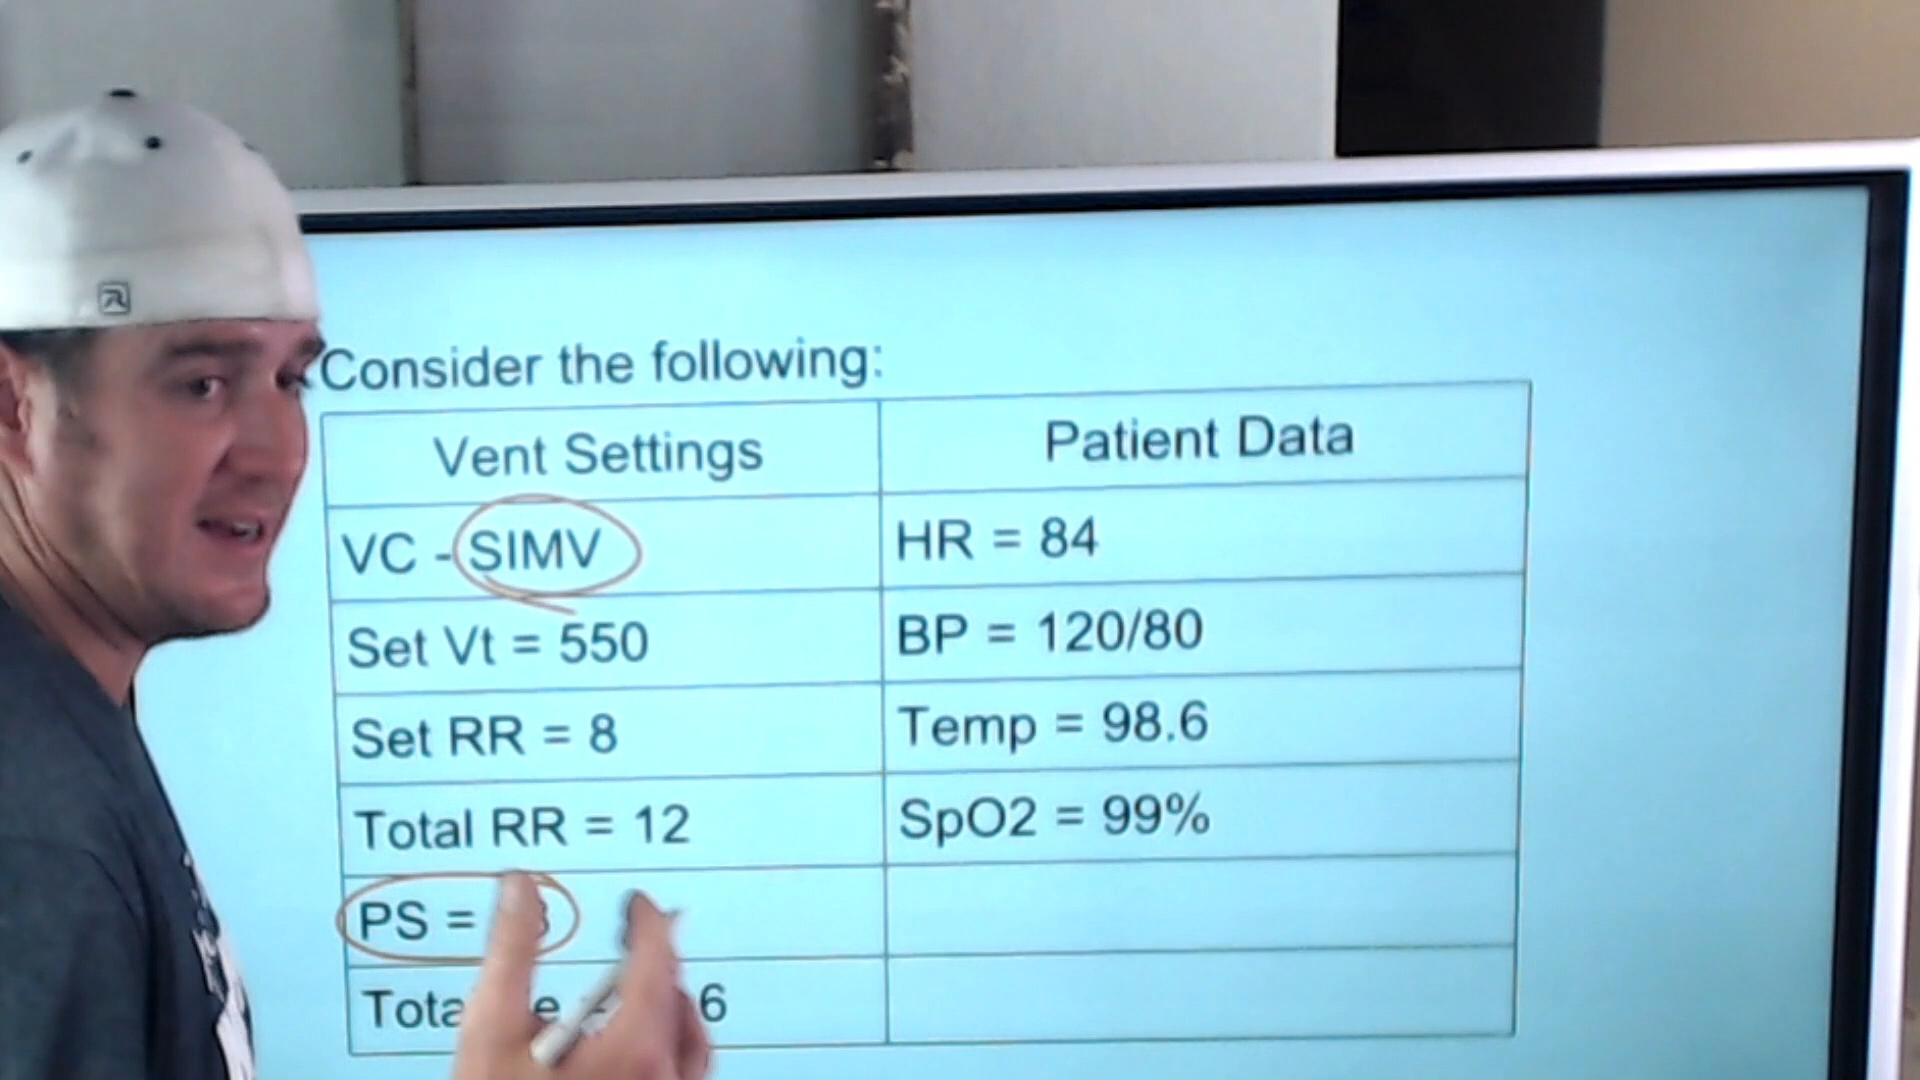 Consider the following:
Vent Settings
Patient Data
VC - SIMV
HR = 84
Set Vt = 550
BP = 120/80
Set RR = 8
Temp = 98.6
Total RR = 12
SpO2 = 99%
PS =